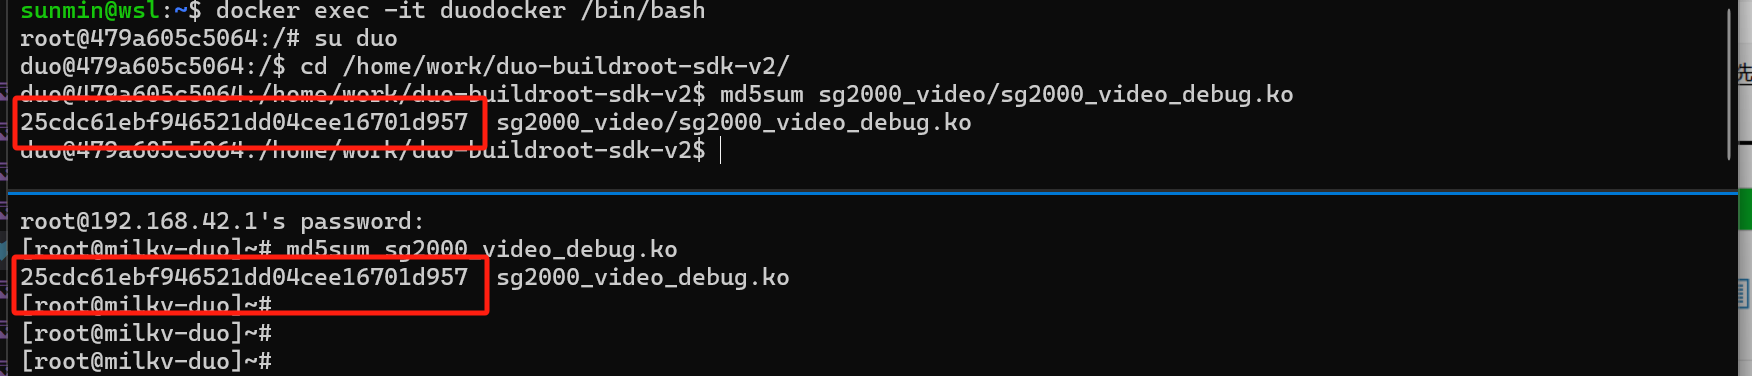 sunmin@wsl:~$ docker exec -it duodocker /bin/bash
root@479a605c5064:/# su duo
duo@479a605c5064:/$ cd /home/work/duo-buildroot-sdk-v2/
duo@479a605c5064:/home/work/duo-buildroot-sdk-v2$ md5sum sg2000_video/sg2000_video_debug.ko
25cdc61ebf946521dd04cee16701d957  sg2000_video/sg2000_video_debug.ko
duo@479a605c5064:/home/work/duo-buildroot-sdk-v2$
root@192.168.42.1's password:
[root@milkv-duo]~# md5sum sg2000_video_debug.ko
25cdc61ebf946521dd04cee16701d957  sg2000_video_debug.ko
[root@milkv-duo]~#
[root@milkv-duo]~#
[root@milkv-duo]~#